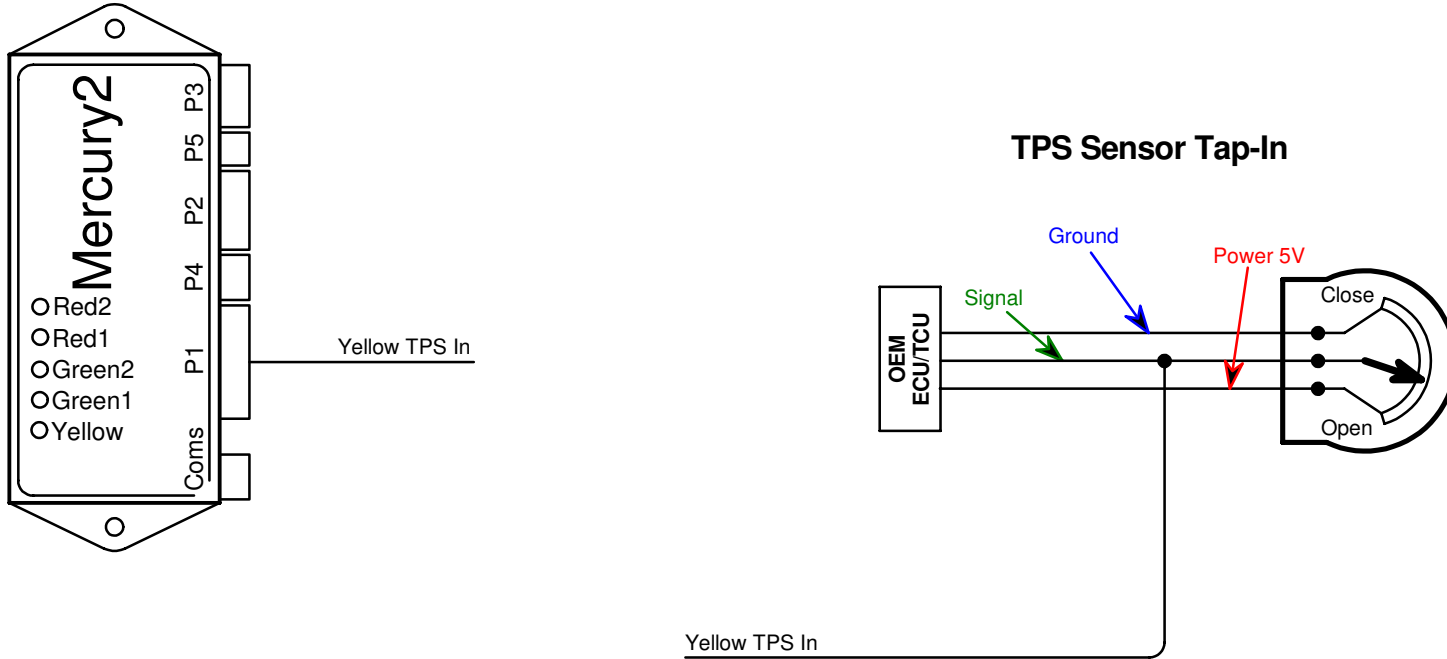 Mercury2
P3
P5
P2
P4
P1
Coms
Red2
Red1
Green2
Green1
Yellow
Yellow TPS In
TPS Sensor Tap-In
Ground
Power 5V
Signal
Close
OEM
ECU/TCU
Open
Yellow TPS In